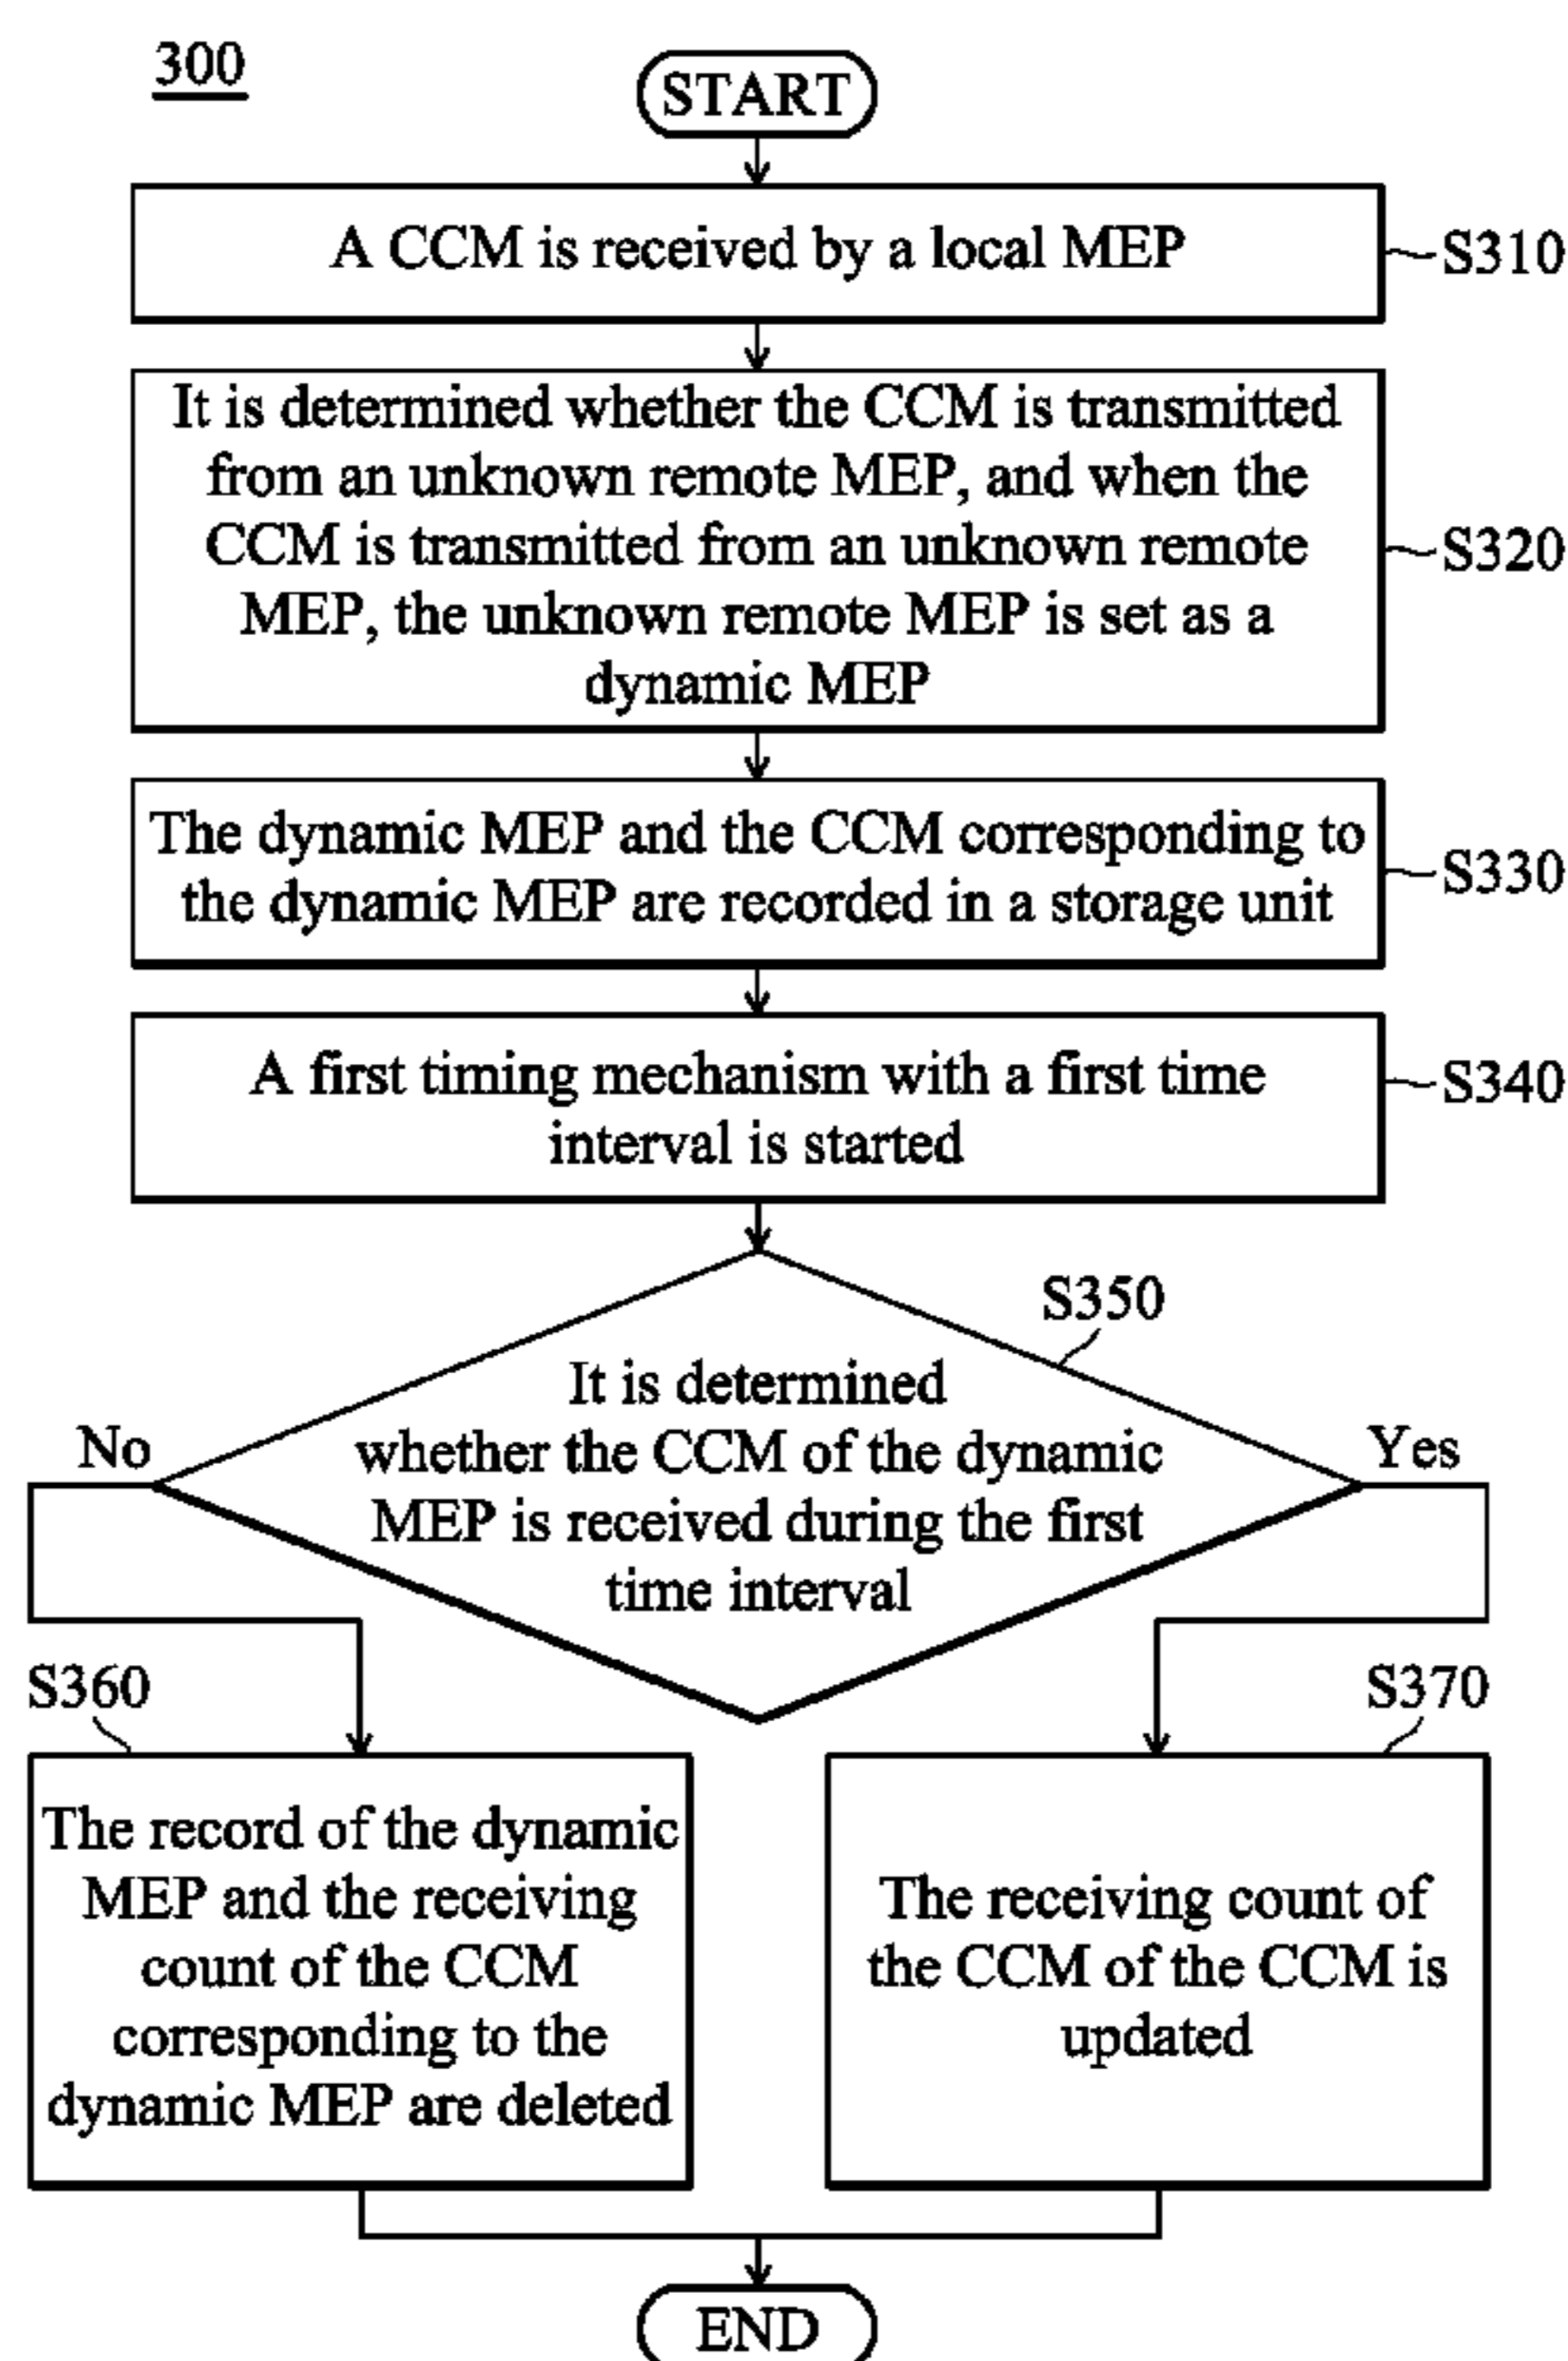 300
START
A CCM is received by a local MEP
S310
It is determined whether the CCM is transmitted
from an unknown remote MEP, and when the
CCM is transmitted from an unknown remote
MEP, the unknown remote MEP is set as a
dynamic MEP
S320
The dynamic MEP and the CCM corresponding to
the dynamic MEP are recorded in a storage unit
S330
A first timing mechanism with a first time
interval is started
S340
S350
It is determined
whether the CCM of the dynamic
MEP is received during the first
time interval
No
Yes
S360
The record of the dynamic
MEP and the receiving
count of the CCM
corresponding to the
dynamic MEP are deleted
S370
The receiving count of
the CCM of the CCM is
updated
END